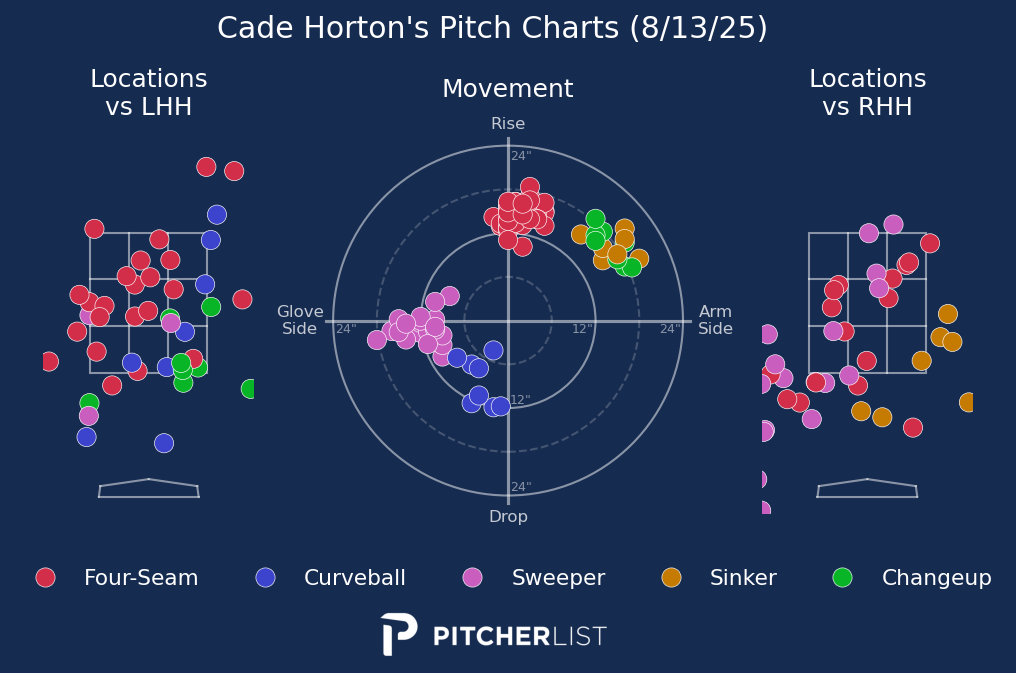 Cade Horton's Pitch Charts (8/13/25)
Locations
vs LHH
Movement
Locations
vs RHH
Rise
24"
Glove
Side
24"
12"
24"
Arm
Side
12"
24"
Drop
Four-Seam
Curveball
Sweeper
Sinker
Changeup
PITCHERLIST